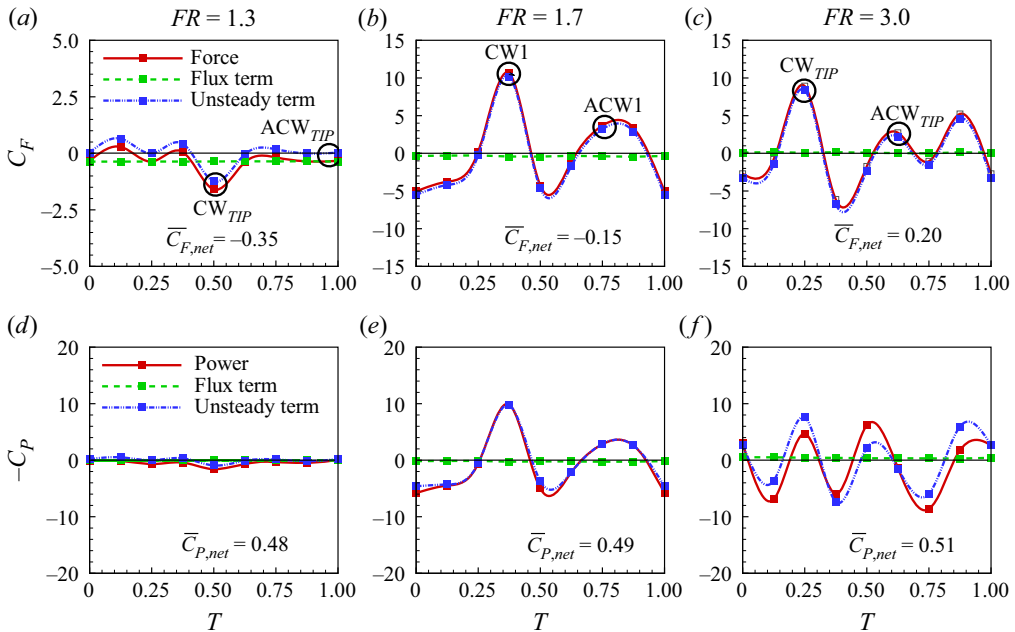 (a) FR = 1.3 (b) FR = 1.7 (c) FR = 3.0
5.0 2.5 0 –2.5 –5.0
C_F
Force
Flux term
Unsteady term
ACW_TIP
CW_TIP
C̅_F,net = –0.35
0 0.25 0.50 0.75 1.00
15 10 5 0 –5 –10 –15
CW1
ACW1
C̅_F,net = –0.15
0 0.25 0.50 0.75 1.00
15 10 5 0 –5 –10 –15
CW_TIP
ACW_TIP
C̅_F,net = 0.20
0 0.25 0.50 0.75 1.00
(d) (e) (f)
20 10 0 –10 –20
–C_P
Power
Flux term
Unsteady term
C̅_P,net = 0.48
0 0.25 0.50 0.75 1.00
T
20 10 0 –10 –20
C̅_P,net = 0.49
0 0.25 0.50 0.75 1.00
T
20 10 0 –10 –20
C̅_P,net = 0.51
0 0.25 0.50 0.75 1.00
T